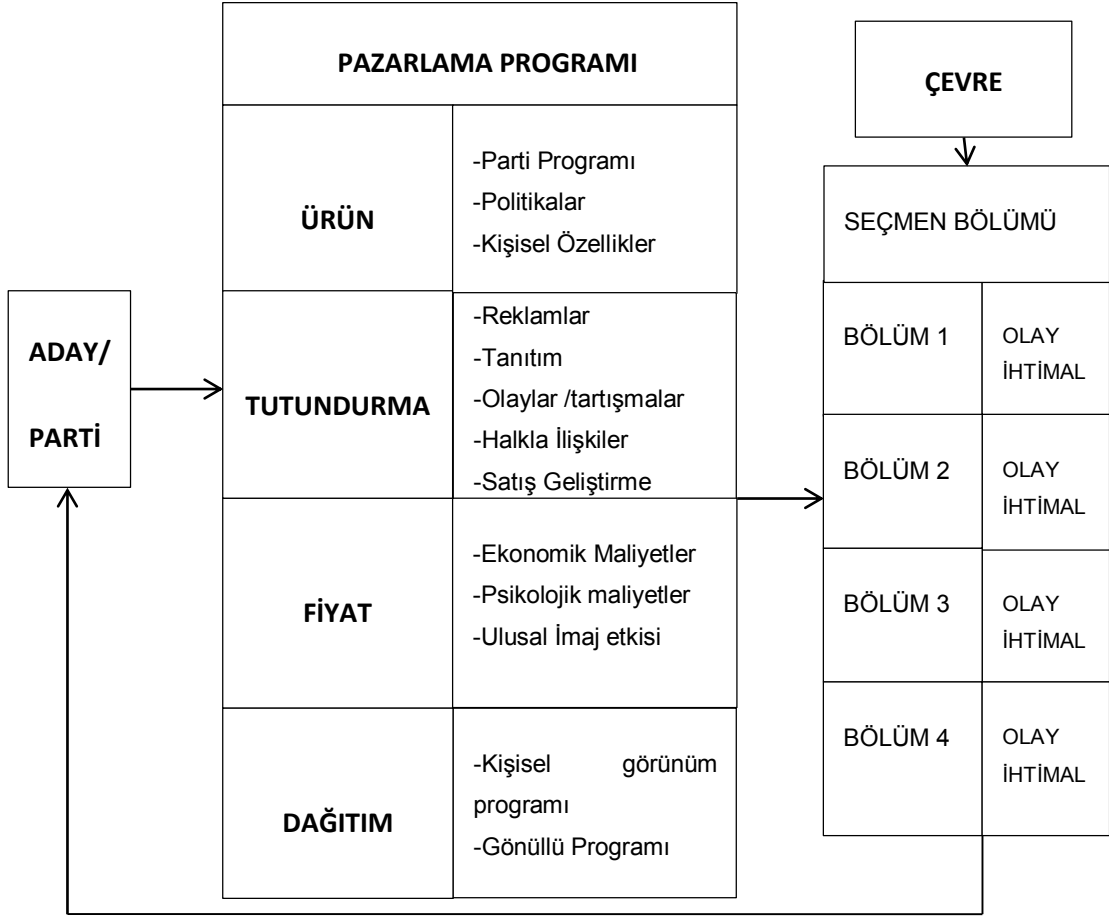 ADAY/
PARTİ
PAZARLAMA PROGRAMI
ÜRÜN
-Parti Programı
-Politikalar
-Kişisel Özellikler
TUTUNDURMA
-Reklamlar
-Tanıtım
-Olaylar /tartışmalar
-Halkla İlişkiler
-Satış Geliştirme
FİYAT
-Ekonomik Maliyetler
-Psikolojik maliyetler
-Ulusal İmaj etkisi
DAĞITIM
-Kişisel görünüm
programı
-Gönüllü Programı
ÇEVRE
SEÇMEN BÖLÜMÜ
BÖLÜM 1
OLAY
İHTİMAL
BÖLÜM 2
OLAY
İHTİMAL
BÖLÜM 3
OLAY
İHTİMAL
BÖLÜM 4
OLAY
İHTİMAL